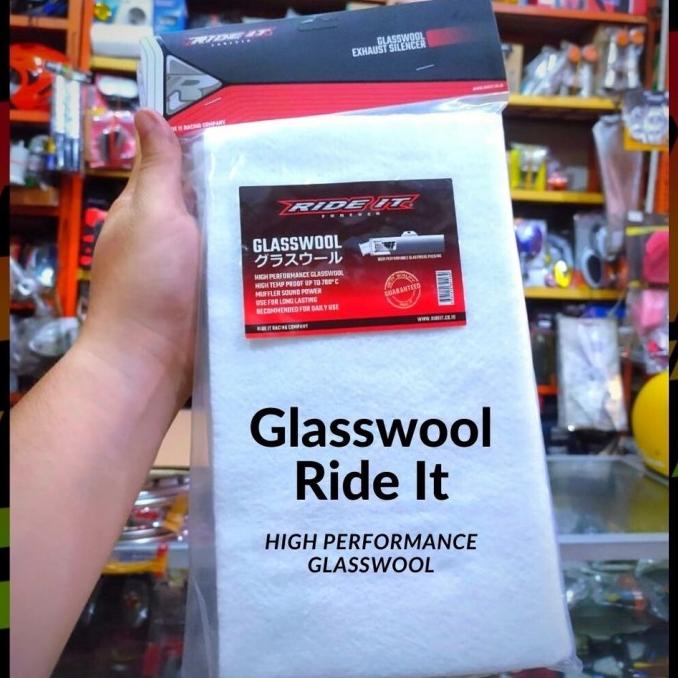 RIDE IT
FOREVER
GLASSWOOL
EXHAUST SILENCER
RIDE IT RACING COMPANY
RIDE IT
FOREVER
GLASSWOOL
グラスウール
HIGH PERFORMANCE GLASSWOOL
HIGH TEMP PROOF UP TO 700° C
MUFFLER SOUND POWER
USE FOR LONG LASTING
RECOMMENDED FOR DAILY USE
GUARANTEED
RIDE IT RACING COMPANY
WWW.RIDEIT.CO.ID
Glasswool
Ride It
HIGH PERFORMANCE
GLASSWOOL